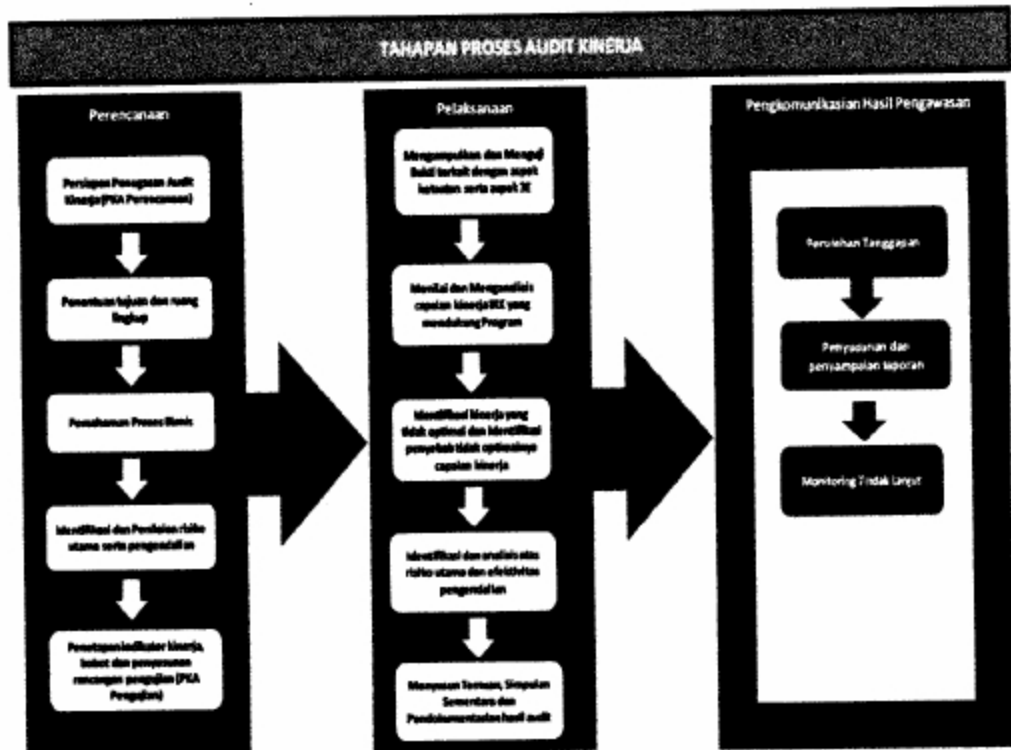 TAHAPAN PROSES AUDIT KINERJA
Perencanaan
Persiapan Penugasan Audit
Kinerja (PKA Perencanaan)
Penentuan tujuan dan ruang
lingkup
Pemahaman Proses Bisnis
Identifikasi dan Penilaian risiko
utama serta pengendalian
Penetapan indikator kinerja,
bobot dan penyusunan
rancangan pengujian (PKA
Pengujian)
Pelaksanaan
Mengumpulkan dan Menguji
Bukti terkait dengan aspek
ketaatan serta aspek 3E
Menilai dan Menganalisis
capaian kinerja yang
mendukung Program
Identifikasi kinerja yang
tidak optimal dan identifikasi
penyebab tidak optimalnya
capaian kinerja
Identifikasi dan analisis atas
risiko utama dan efektivitas
pengendalian
Menyusun Temuan, Simpulan
Sementara dan
Pendokumentasian hasil audit
Pengkomunikasian Hasil Pengawasan
Perolehan Tanggapan
Penyusunan dan
penyampaian laporan
Monitoring Tindak Lanjut